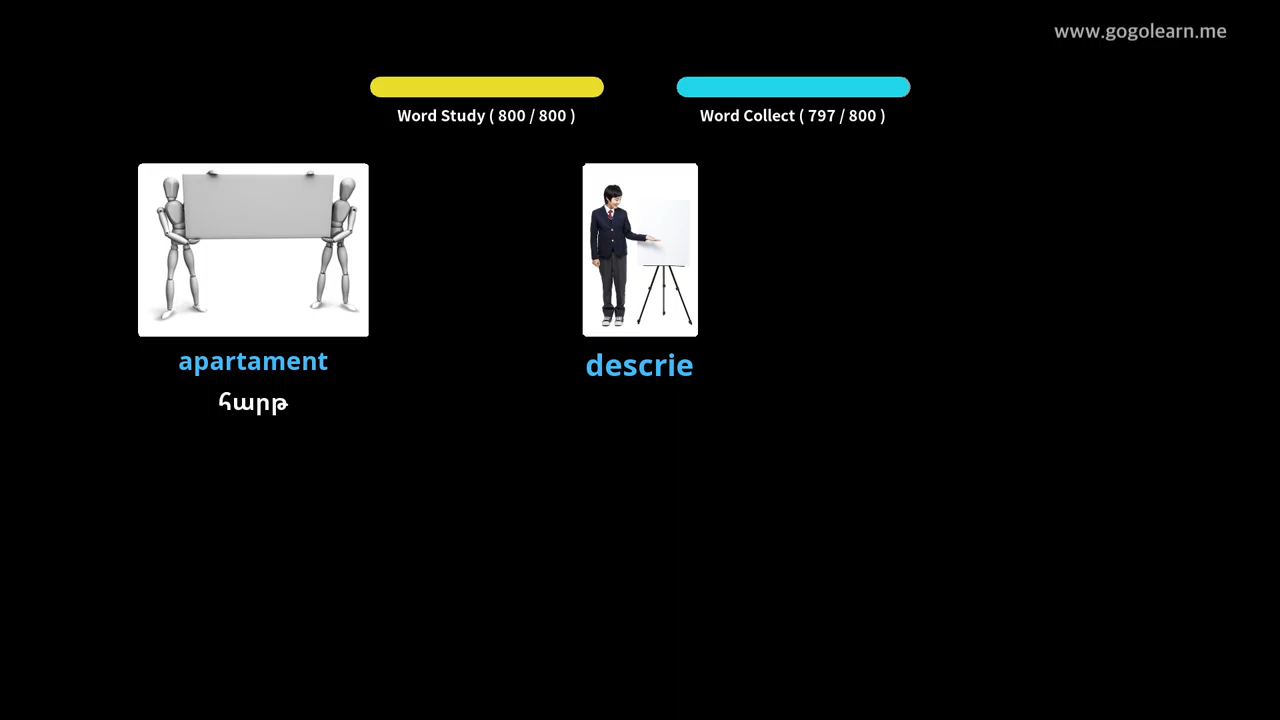 www.gogolearn.me
Word Study ( 800 / 800 )
Word Collect ( 797 / 800 )
apartament
հարթ
descrie